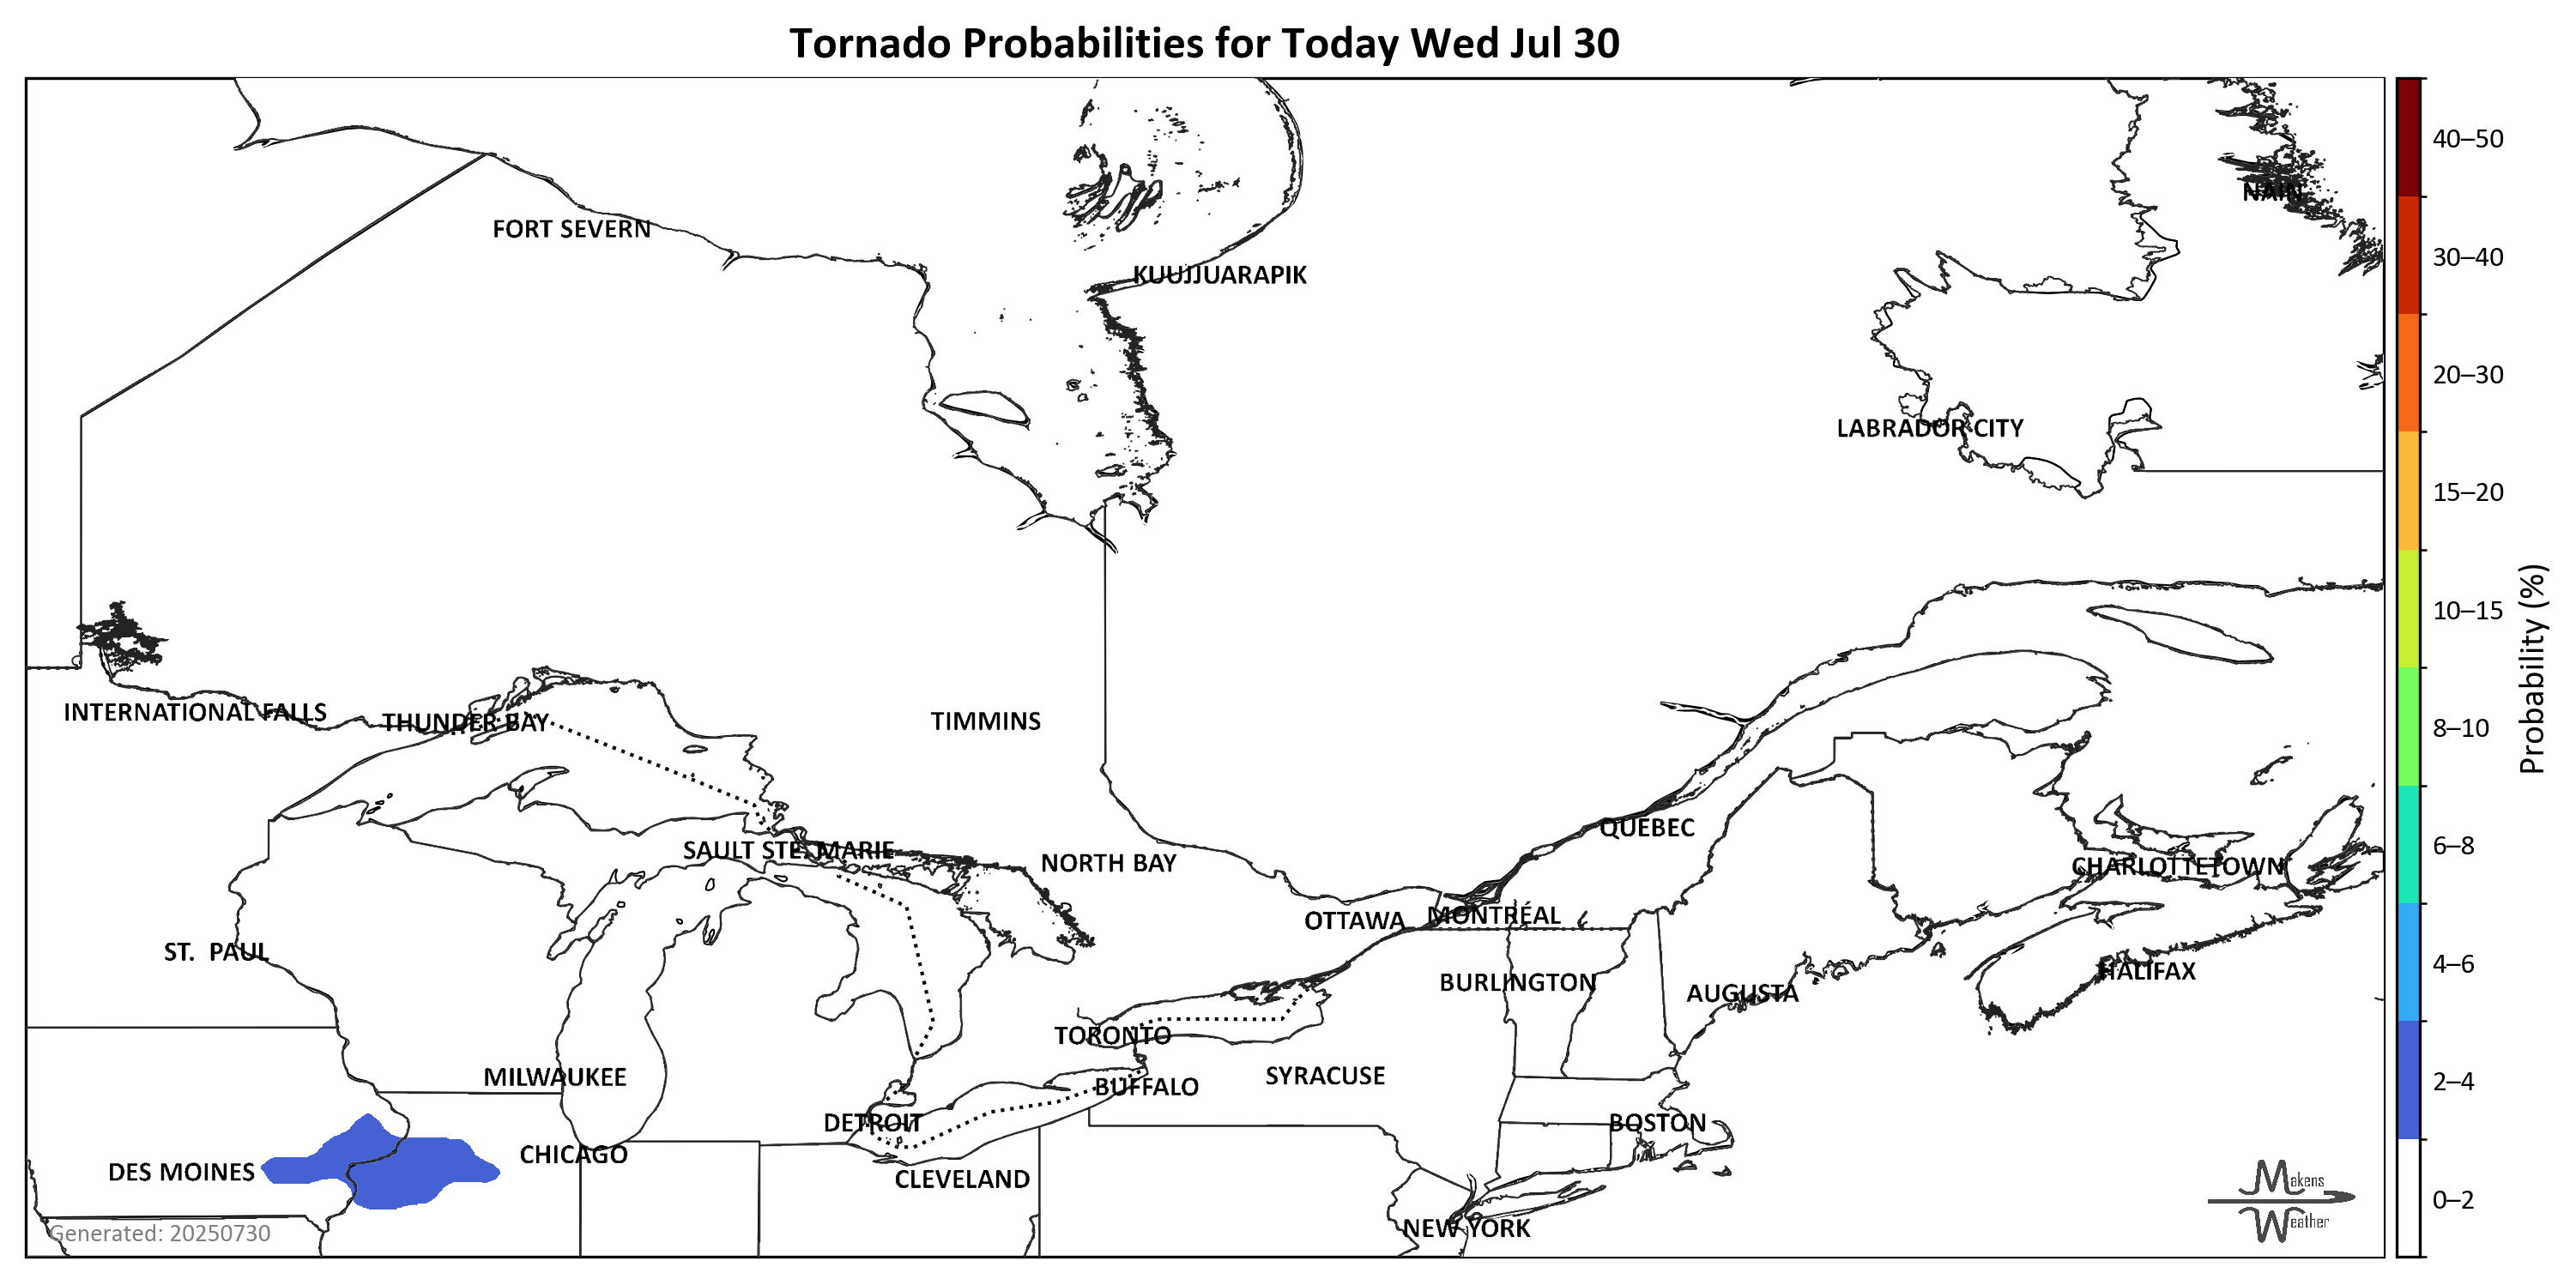 Tornado Probabilities for Today Wed Jul 30
NAIN
FORT SEVERN
KUUJJUARAPIK
LABRADOR CITY
INTERNATIONAL FALLS
THUNDER BAY
TIMMINS
QUÉBEC
SAULT STE. MARIE
NORTH BAY
CHARLOTTETOWN
OTTAWA
MONTRÉAL
ST. PAUL
HALIFAX
BURLINGTON
AUGUSTA
TORONTO
MILWAUKEE
BUFFALO
SYRACUSE
DETROIT
BOSTON
CHICAGO
DES MOINES
CLEVELAND
NEW YORK
Generated: 20250730
Makens
Weather
40–50
30–40
20–30
15–20
10–15
8–10
6–8
4–6
2–4
0–2
Probability (%)